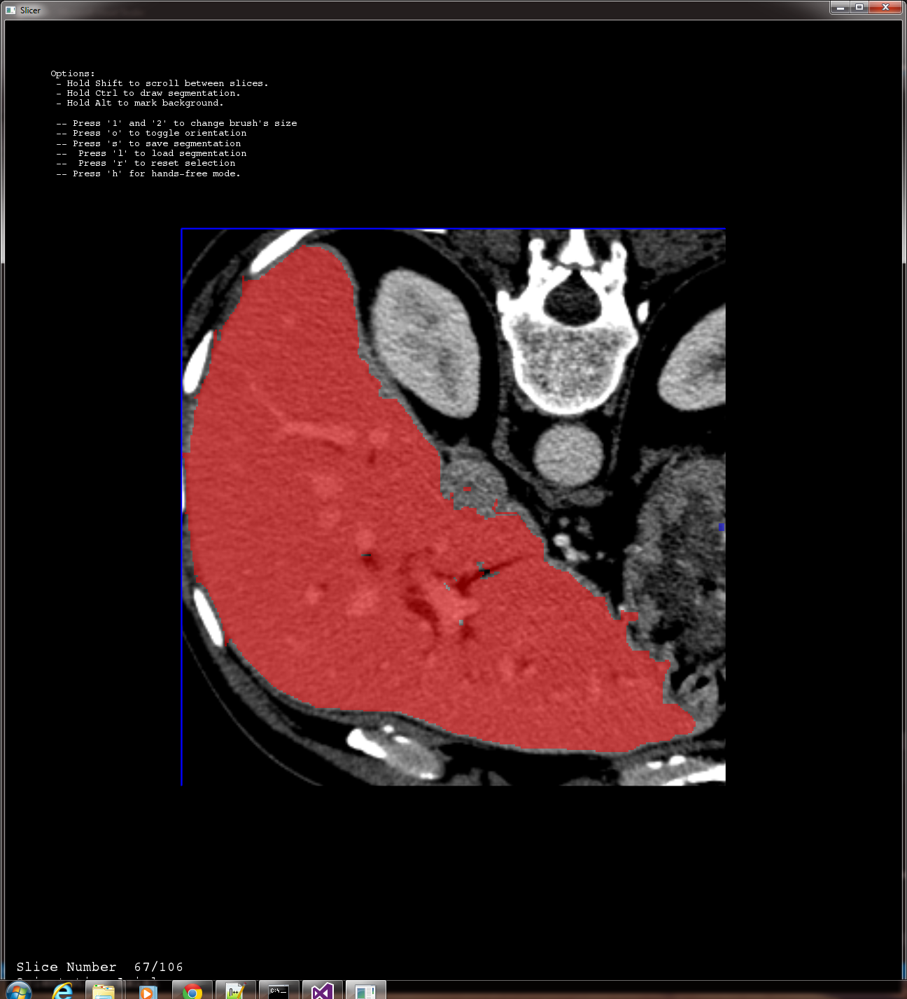 Slicer
Options:
- Hold Shift to scroll between slices.
- Hold Ctrl to draw segmentation.
- Hold Alt to mark background.
-- Press '1' and '2' to change brush's size
-- Press 'o' to toggle orientation
-- Press 's' to save segmentation
--  Press 'l' to load segmentation
--  Press 'r' to reset selection
-- Press 'h' for hands-free mode.
Slice Number  67/106